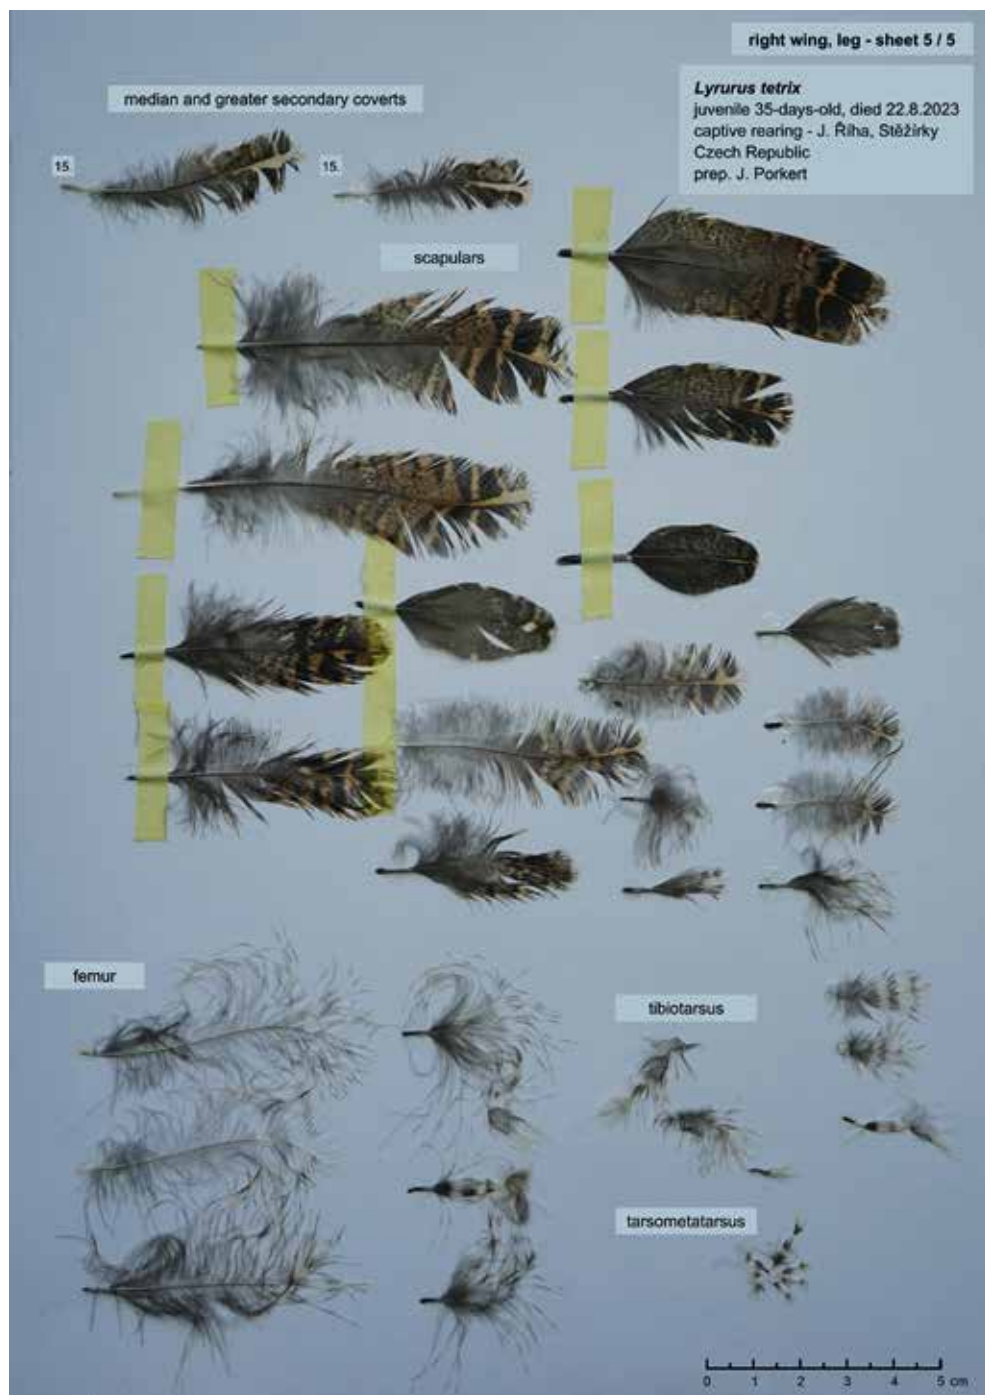 right wing, leg - sheet 5 / 5
Lyrurus tetrix
juvenile 35-days-old, died 22.8.2023
captive rearing - J. Říha, Stěžírky
Czech Republic
prep. J. Porkert
median and greater secondary coverts
15. 15.
scapulars
femur
tibiotarsus
tarsometatarsus
0 1 2 3 4 5 cm